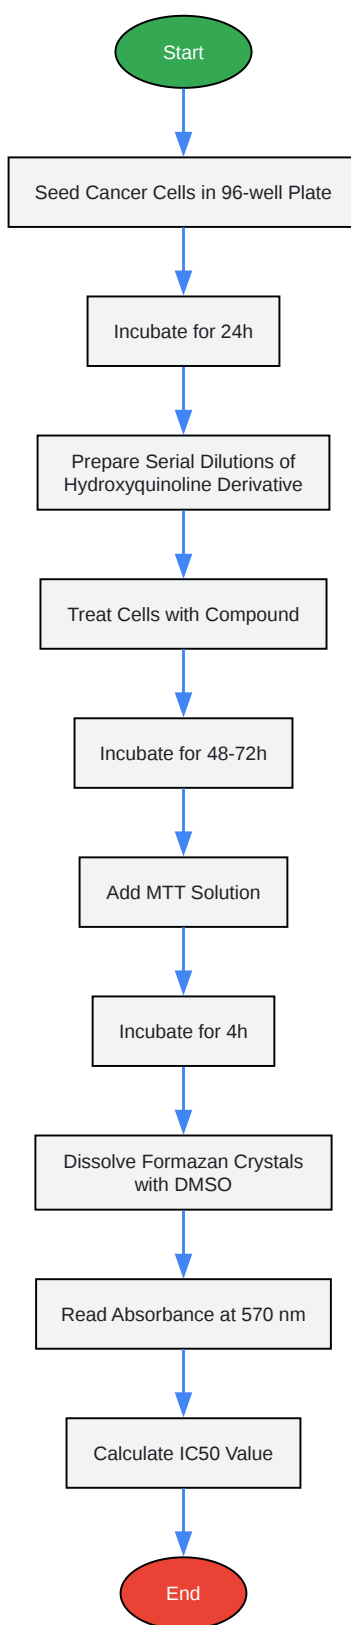 Start
Seed Cancer Cells in 96-well Plate
Incubate for 24h
Prepare Serial Dilutions of
Hydroxyquinoline Derivative
Treat Cells with Compound
Incubate for 48-72h
Add MTT Solution
Incubate for 4h
Dissolve Formazan Crystals
with DMSO
Read Absorbance at 570 nm
Calculate IC50 Value
End